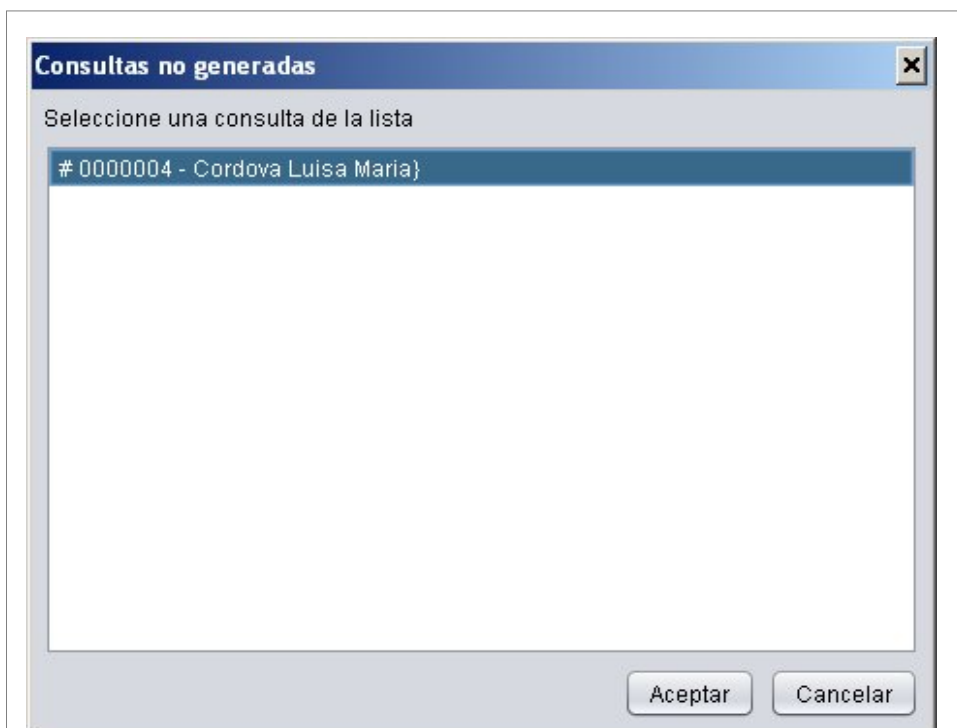 Consultas no generadas
Seleccione una consulta de la lista
# 0000004 - Cordova Luisa Maria}
Aceptar Cancelar